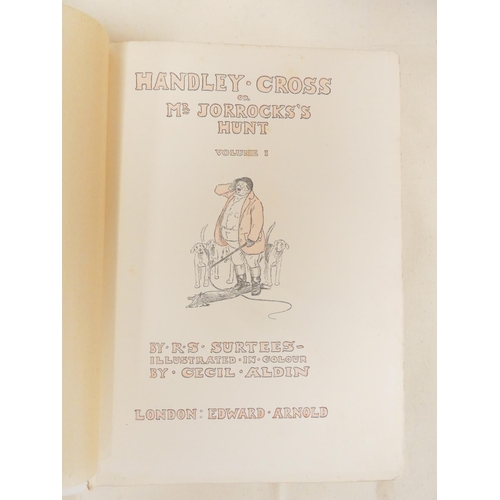 HANDLEY · CROSS
OR
MR JORROCKS'S
HUNT
VOLUME I
BY · R · S · SURTEES –
ILLUSTRATED · IN · COLOUR
BY · CECIL · ALDIN
LONDON: EDWARD · ARNOLD